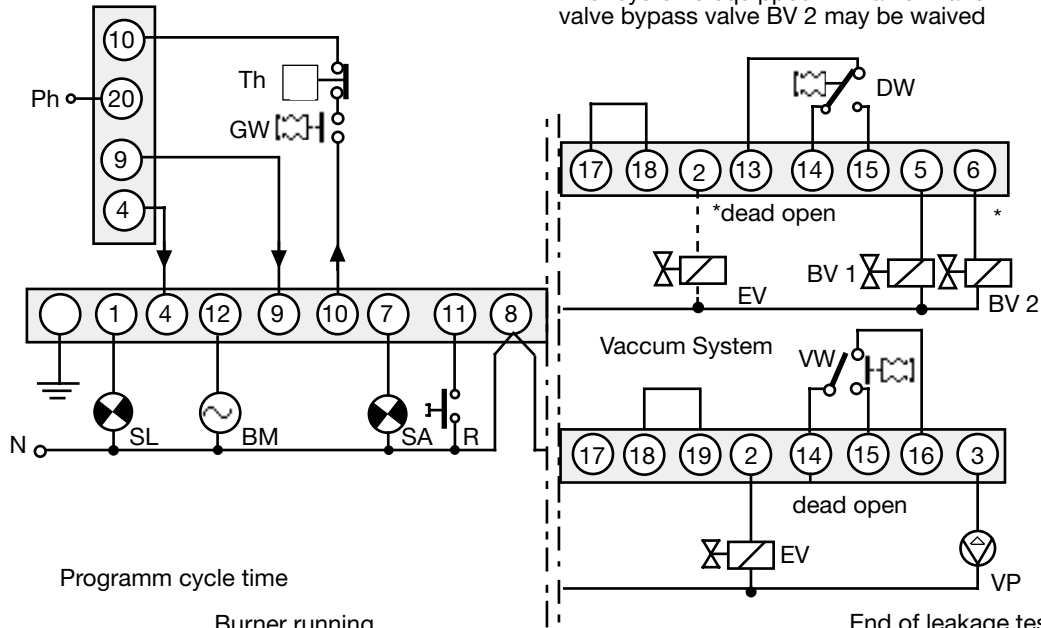 valve bypass valve BV 2 may be waived
10
Th
Ph
20
GW
9
4
DW
17 18 2 13 14 15 5 6
*dead open
*
EV
BV 1
BV 2
1 4 12 9 10 7 11 8
N
SL
BM
SA
R
Vaccum System
VW
17 18 19 2 14 15 16 3
dead open
EV
VP
Programm cycle time
Burner running
End of leakage tes